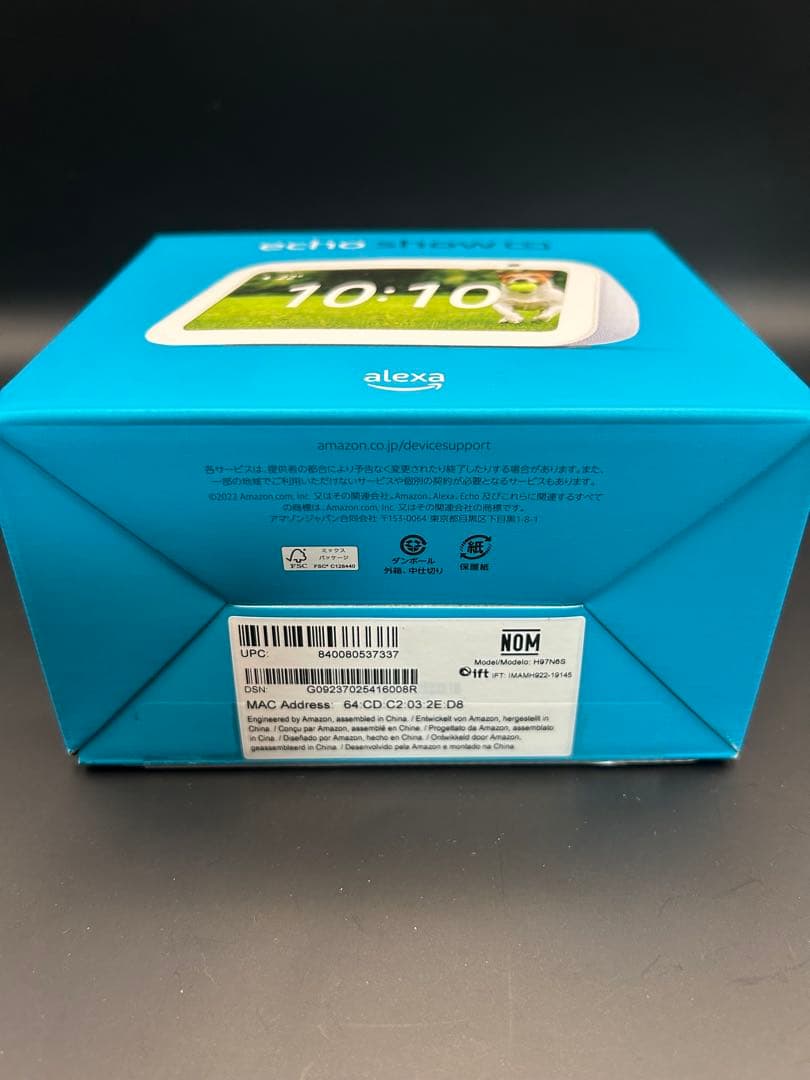 echo show
22°
10:10
alexa
amazon.co.jp/devicesupport
各サービスは、提供者の都合により予告なく変更されたり終了したりする場合があります。また、
一部の地域でご利用いただけないサービスや個別の契約が必要となるサービスもあります。
©2023 Amazon.com, Inc. 又はその関連会社。Amazon、Alexa、Echo 及びこれらに関連するすべて
の商標は、Amazon.com, Inc. 又はその関連会社の商標です。
アマゾンジャパン合同会社 〒153-0064 東京都目黒区下目黒1-8-1
FSC
ミックス
パッケージ
FSC® C128440
ダンボール
外箱、中仕切り
紙
保護紙
UPC: 840080537337
NOM
Model/Modelo: H97N6S
ift IFT: IMAMH922-19145
DSN: G09237025416008R
MAC Address: 64:CD:C2:03:2E:D8
Engineered by Amazon, assembled in China. / Entwickelt von Amazon, hergestellt in
China. / Conçu par Amazon, assemblé en Chine. / Progettato da Amazon, assemblato
in Cina. / Diseñado por Amazon, hecho en China. / Ontwikkeld door Amazon,
geassembleerd in China. / Desenvolvido pela Amazon e montado na China.